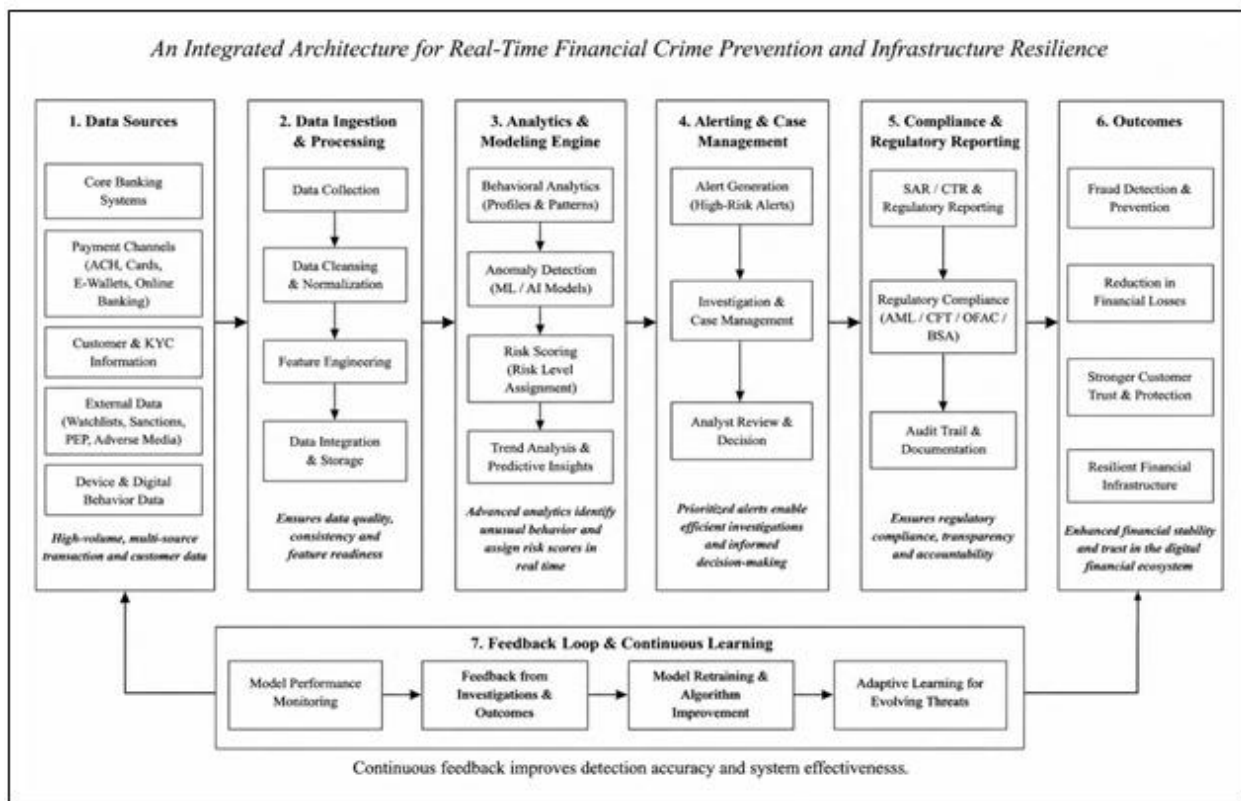 An Integrated Architecture for Real-Time Financial Crime Prevention and Infrastructure Resilience
1. Data Sources
Core Banking
Systems
Payment Channels
(ACH, Cards,
E-Wallets, Online
Banking)
Customer & KYC
Information
External Data
(Watchlists, Sanctions,
PEP, Adverse Media)
Device & Digital
Behavior Data
High-volume, multi-source
transaction and customer data
2. Data Ingestion
& Processing
Data Collection
Data Cleansing
& Normalization
Feature Engineering
Data Integration
& Storage
Ensures data quality,
consistency and
feature readiness
3. Analytics &
Modeling Engine
Behavioral Analytics
(Profiles & Patterns)
Anomaly Detection
(ML / AI Models)
Risk Scoring
(Risk Level
Assignment)
Trend Analysis &
Predictive Insights
Advanced analytics identify
unusual behavior and
assign risk scores in
real time
4. Alerting & Case
Management
Alert Generation
(High-Risk Alerts)
Investigation &
Case Management
Analyst Review &
Decision
Prioritized alerts enable
efficient investigations
and informed
decision-making
5. Compliance &
Regulatory Reporting
SAR / CTR &
Regulatory Reporting
Regulatory Compliance
(AML / CFT / OFAC /
BSA)
Audit Trail &
Documentation
Ensures regulatory
compliance, transparency
and accountability
6. Outcomes
Fraud Detection &
Prevention
Reduction in
Financial Losses
Stronger Customer
Trust & Protection
Resilient Financial
Infrastructure
Enhanced financial stability
and trust in the digital
financial ecosystem
7. Feedback Loop & Continuous Learning
Model Performance
Monitoring
Feedback from
Investigations &
Outcomes
Model Retraining &
Algorithm
Improvement
Adaptive Learning for
Evolving Threats
Continuous feedback improves detection accuracy and system effectivenesss.